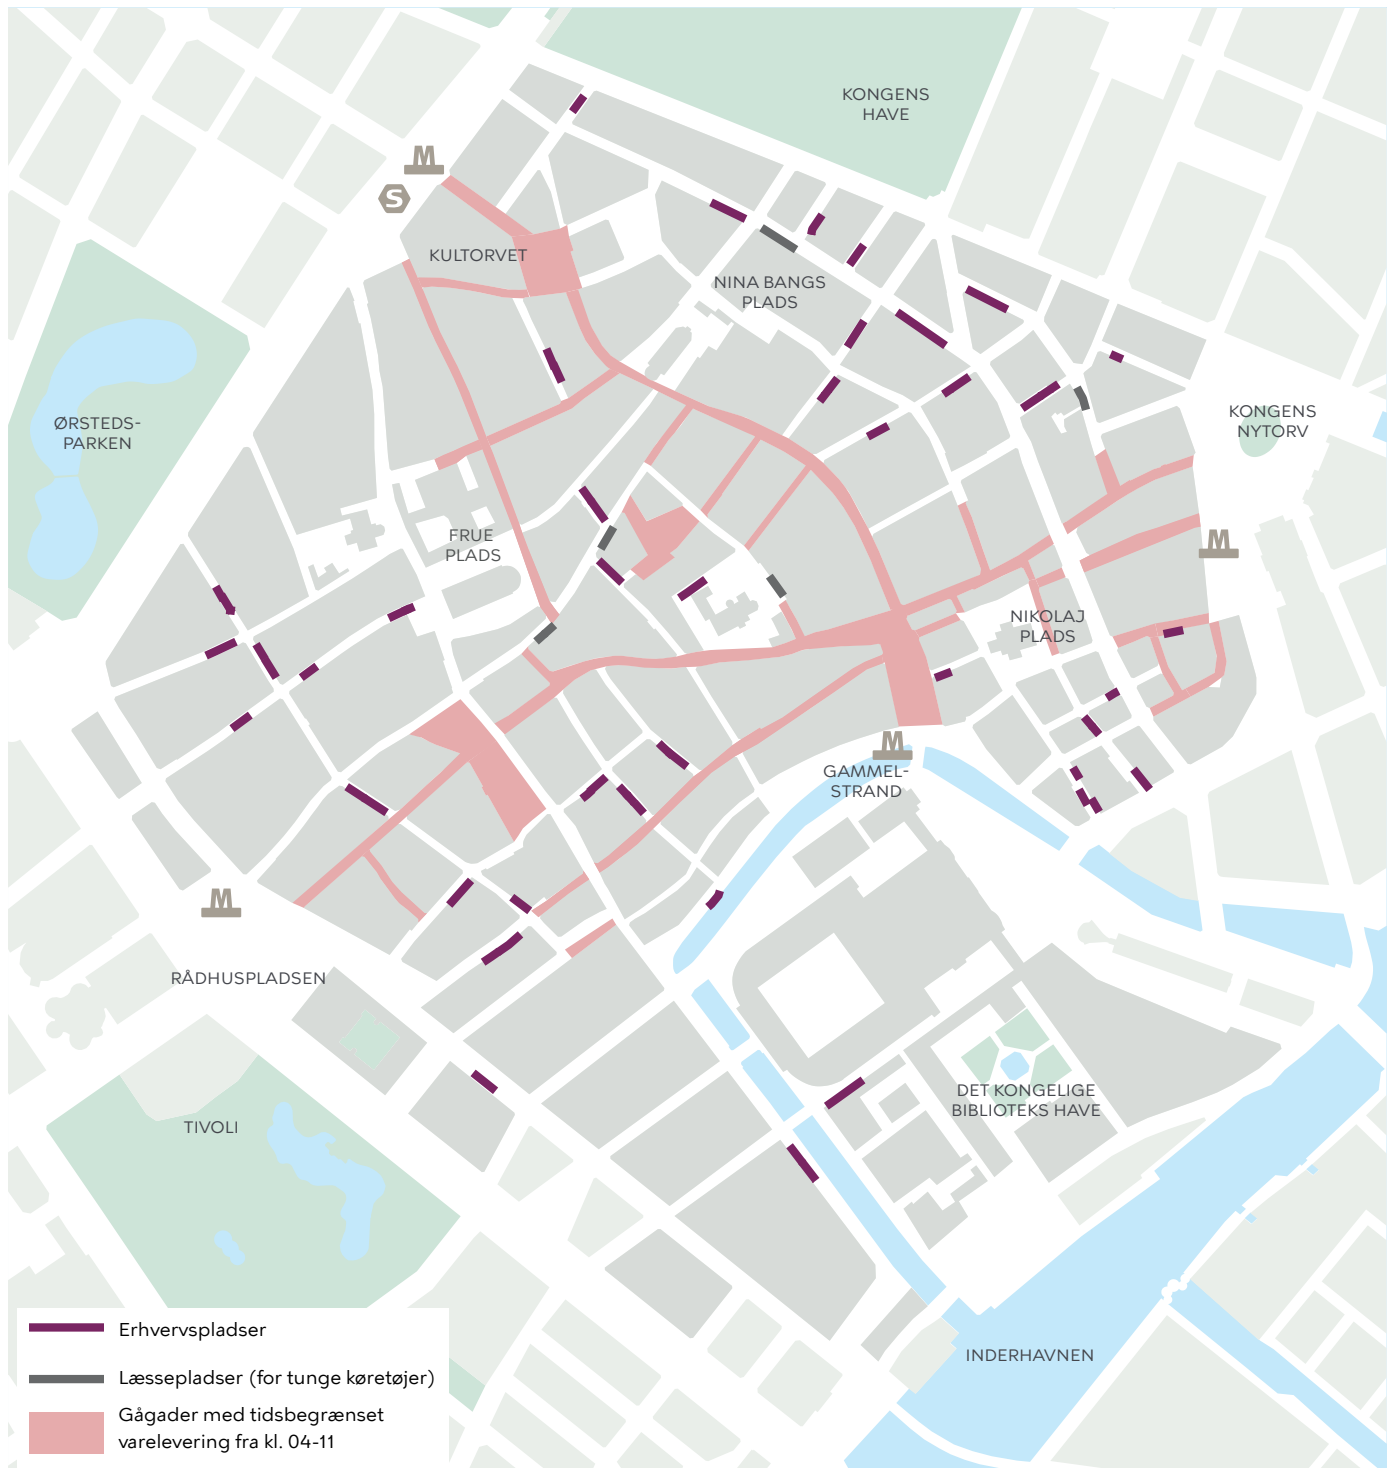 KONGENS
HAVE
M
S
KULTORVET
NINA BANGS
PLADS
ØRSTEDS-
PARKEN
KONGENS
NYTORV
FRUE
PLADS
M
NIKOLAJ
PLADS
M
GAMMEL-
STRAND
M
RÅDHUSPLADSEN
DET KONGELIGE
BIBLIOTEKS HAVE
TIVOLI
INDERHAVNEN
Erhvervspladser
Læssepladser (for tunge køretøjer)
Gågader med tidsbegrænset
varelevering fra kl. 04-11